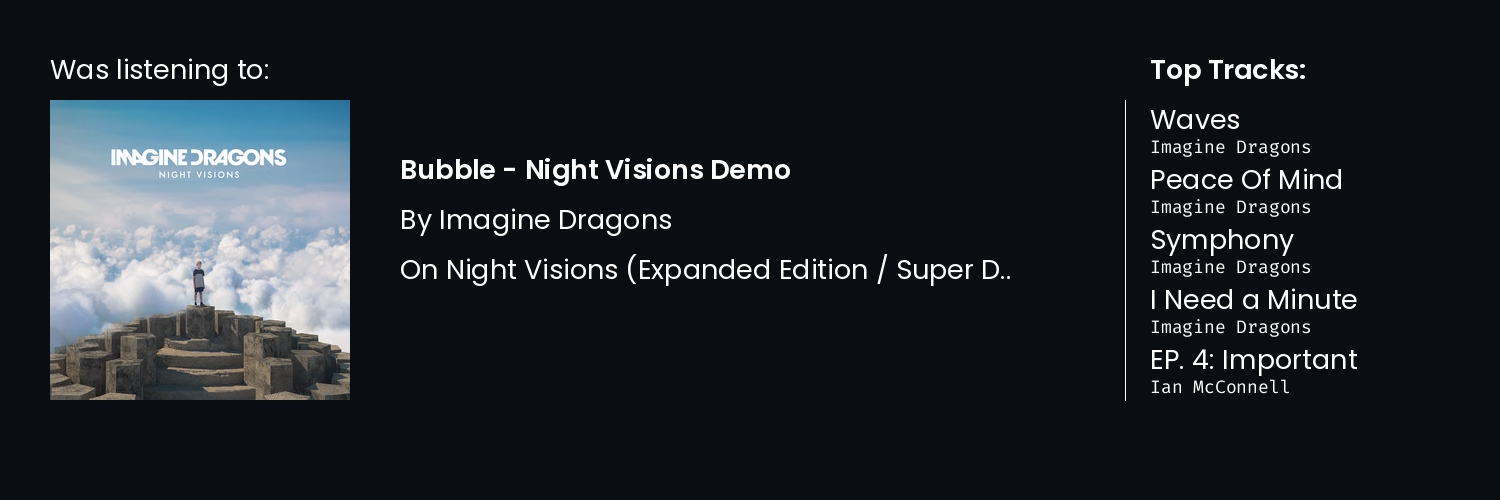 Was listening to:
IMAGINE DRAGONS
NIGHT VISIONS
Bubble - Night Visions Demo
By Imagine Dragons
On Night Visions (Expanded Edition / Super D..
Top Tracks:
Waves
Imagine Dragons
Peace Of Mind
Imagine Dragons
Symphony
Imagine Dragons
I Need a Minute
Imagine Dragons
EP. 4: Important
Ian McConnell